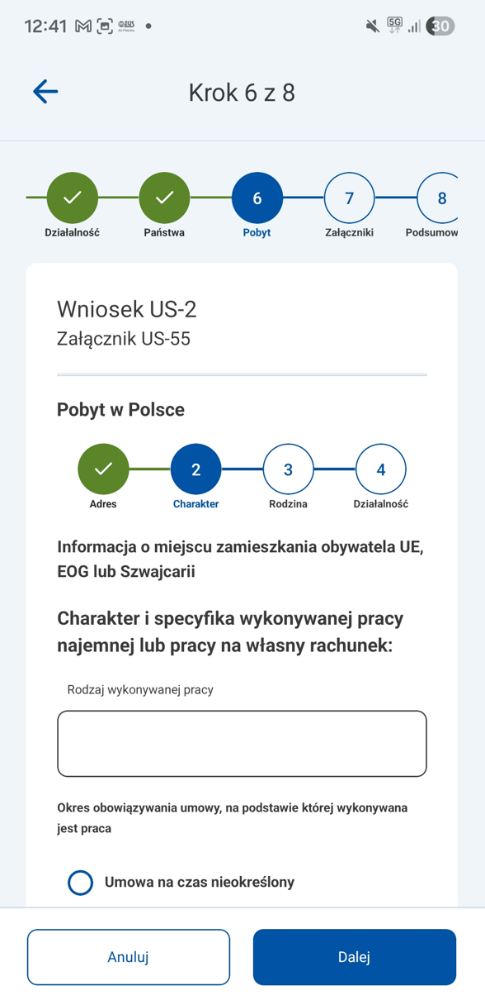 12:41
ZUS
5G
30
Krok 6 z 8
6
7
8
Działalność
Państwa
Pobyt
Załączniki
Podsumow
Wniosek US-2
Załącznik US-55
Pobyt w Polsce
2
3
4
Adres
Charakter
Rodzina
Działalność
Informacja o miejscu zamieszkania obywatela UE,
EOG lub Szwajcarii
Charakter i specyfika wykonywanej pracy
najemnej lub pracy na własny rachunek:
Rodzaj wykonywanej pracy
Okres obowiązywania umowy, na podstawie której wykonywana
jest praca
Umowa na czas nieokreślony
Anuluj
Dalej